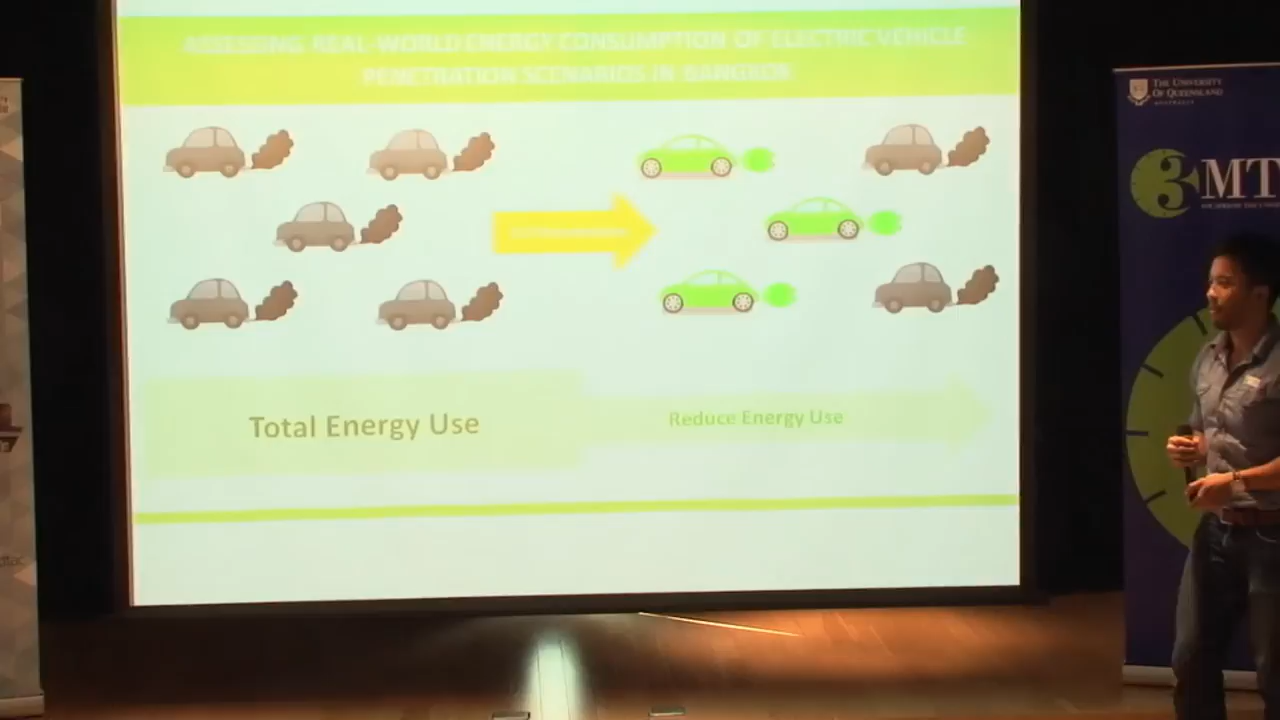 ASSESSING REAL-WORLD ENERGY CONSUMPTION OF ELECTRIC VEHICLE
PENETRATION SCENARIOS IN BANGKOK
Total Energy Use
Reduce Energy Use
THE UNIVERSITY
OF QUEENSLAND
AUSTRALIA
3MT